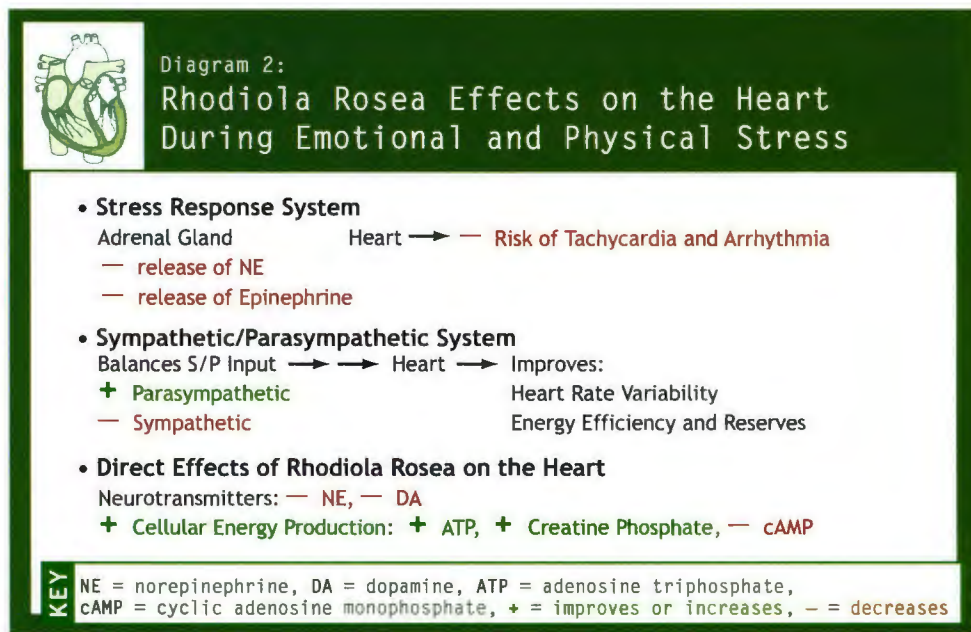 Diagram 2:
Rhodiola Rosea Effects on the Heart
During Emotional and Physical Stress
• Stress Response System
Adrenal Gland Heart → — Risk of Tachycardia and Arrhythmia
— release of NE
— release of Epinephrine
• Sympathetic/Parasympathetic System
Balances S/P Input → → Heart → Improves:
+ Parasympathetic Heart Rate Variability
— Sympathetic Energy Efficiency and Reserves
• Direct Effects of Rhodiola Rosea on the Heart
Neurotransmitters: — NE, — DA
+ Cellular Energy Production: + ATP, + Creatine Phosphate, — cAMP
KEY
NE = norepinephrine, DA = dopamine, ATP = adenosine triphosphate,
cAMP = cyclic adenosine monophosphate, + = improves or increases, — = decreases